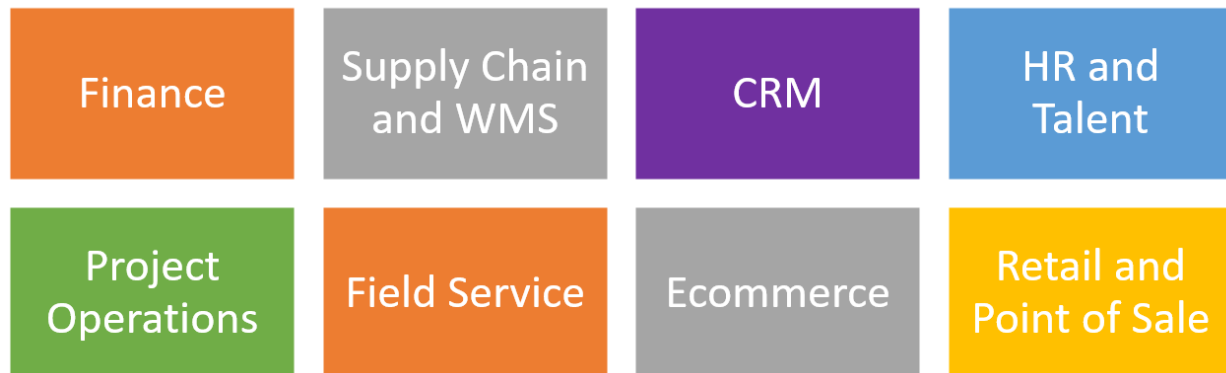 Finance
Supply Chain
and WMS
CRM
HR and
Talent
Project
Operations
Field Service
Ecommerce
Retail and
Point of Sale